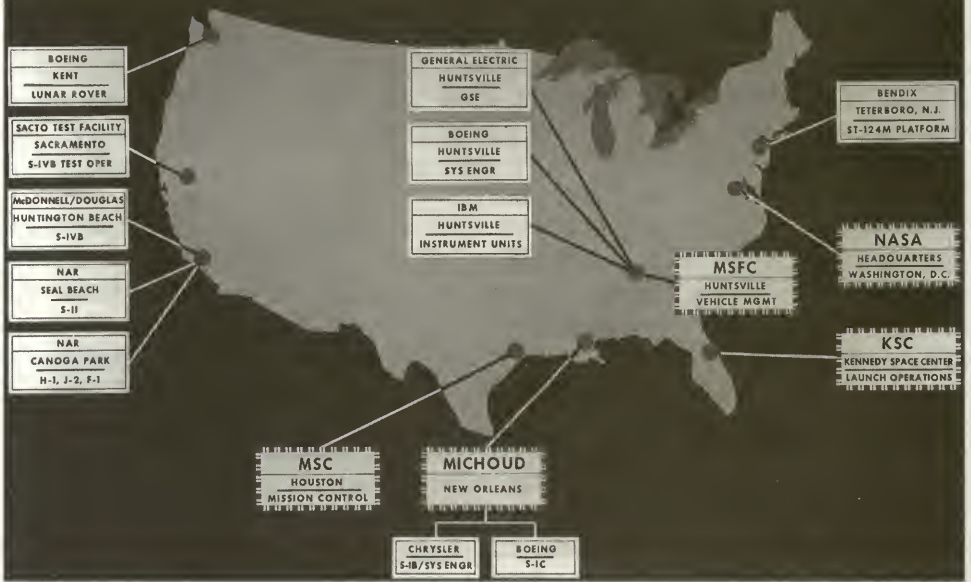 BOEING
KENT
LUNAR ROVER
SACTO TEST FACILITY
SACRAMENTO
S-IVB TEST OPER
McDONNELL/DOUGLAS
HUNTINGTON BEACH
S-IVB
NAR
SEAL BEACH
S-II
NAR
CANOGA PARK
H-1, J-2, F-1
GENERAL ELECTRIC
HUNTSVILLE
GSE
BOEING
HUNTSVILLE
SYS ENGR
IBM
HUNTSVILLE
INSTRUMENT UNITS
BENDIX
TETERBORO, N.J.
ST-124M PLATFORM
NASA
HEADQUARTERS
WASHINGTON, D.C.
MSFC
HUNTSVILLE
VEHICLE MGMT
KSC
KENNEDY SPACE CENTER
LAUNCH OPERATIONS
MSC
HOUSTON
MISSION CONTROL
MICHOUD
NEW ORLEANS
CHRYSLER
S-IB/SYS ENGR
BOEING
S-IC